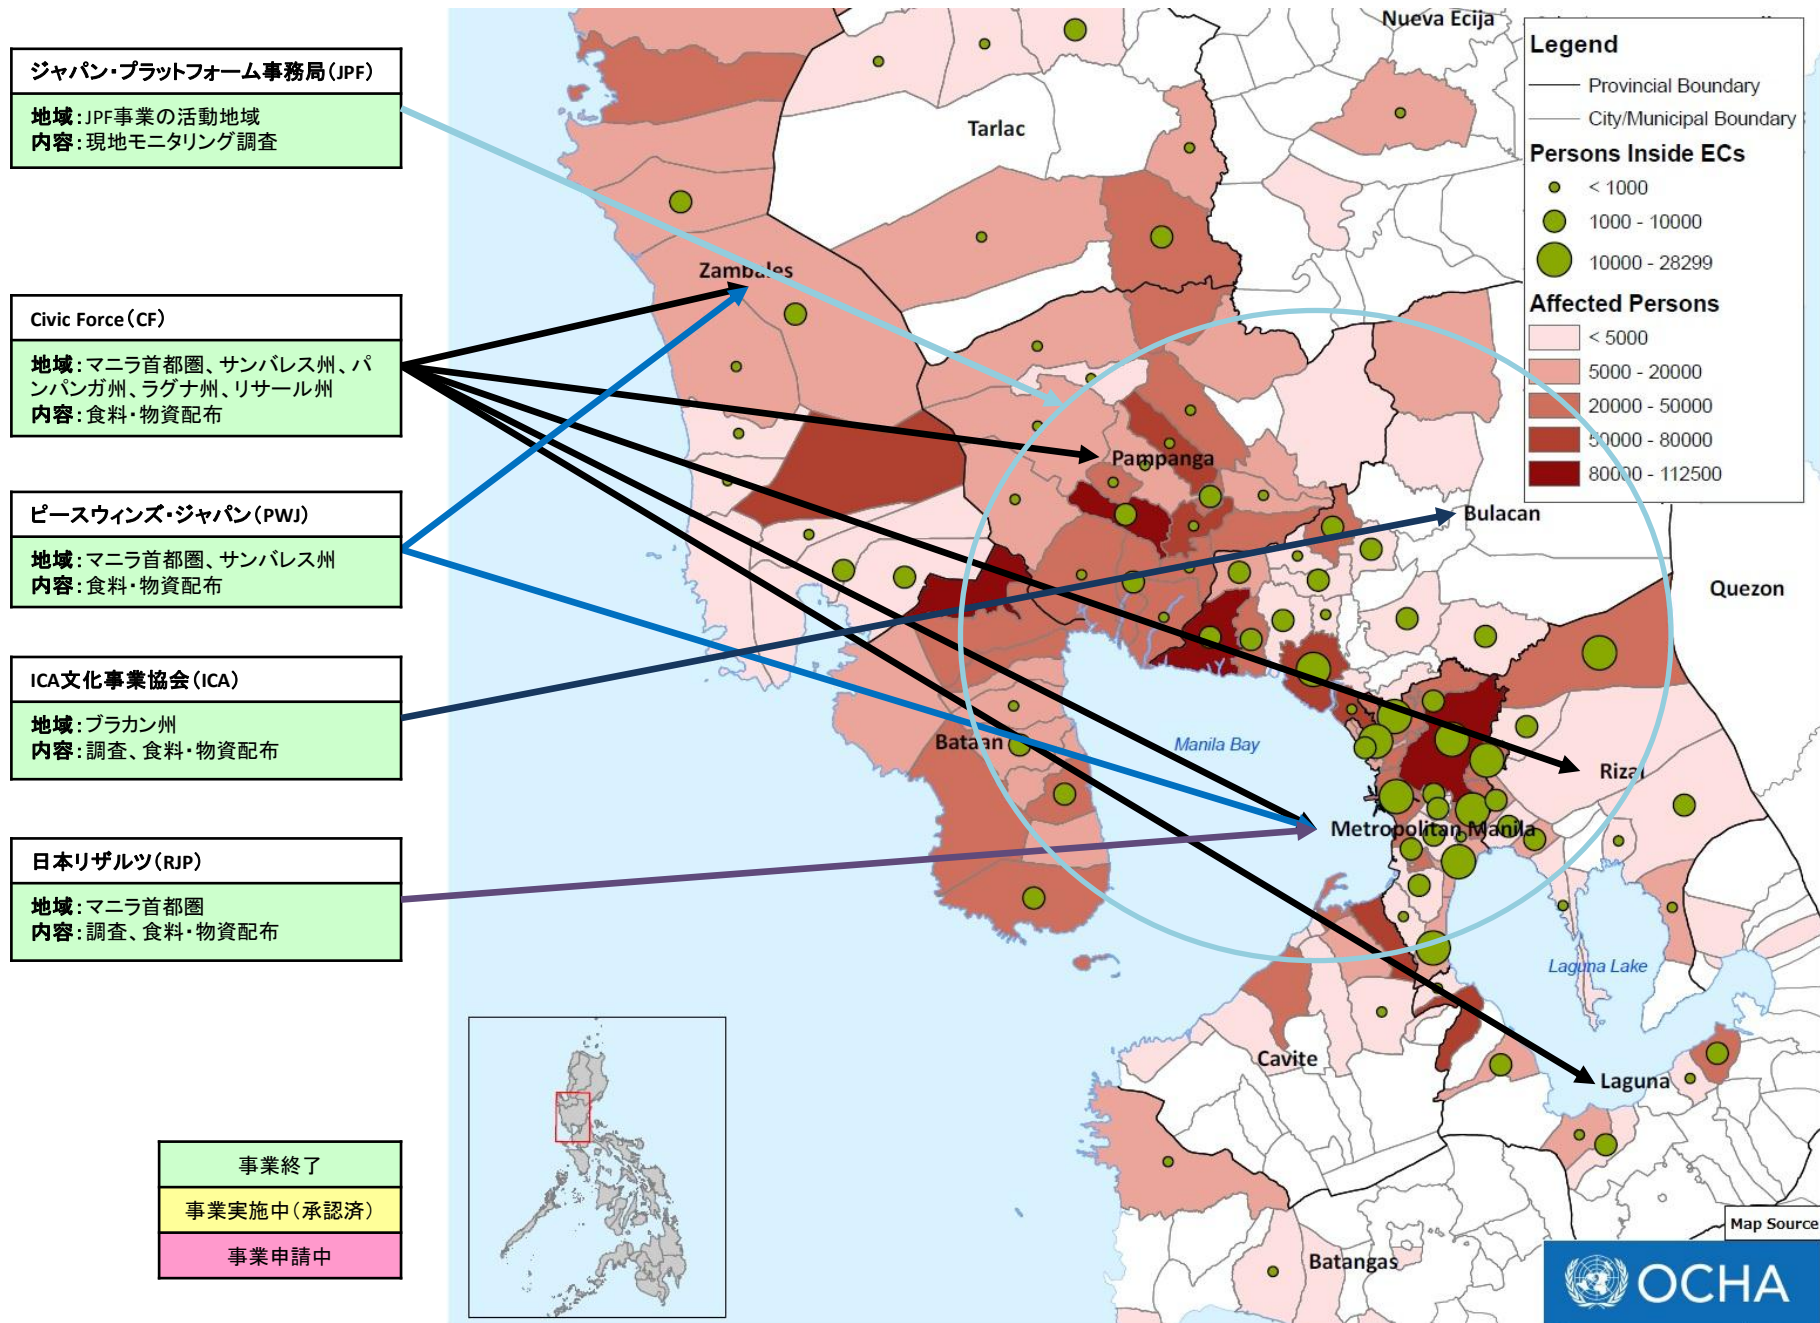 ジャパン・プラットフォーム事務局(JPF)
地域：JPF事業の活動地域
内容：現地モニタリング調査
Civic Force(CF)
地域：マニラ首都圏、サンバレス州、パ
ンパンガ州、ラグナ州、リサール州
内容：食料・物資配布
ピースウィンズ・ジャパン(PWJ)
地域：マニラ首都圏、サンバレス州
内容：食料・物資配布
ICA文化事業協会(ICA)
地域：ブラカン州
内容：調査、食料・物資配布
日本リザルツ(RJP)
地域：マニラ首都圏
内容：調査、食料・物資配布
事業終了
事業実施中(承認済)
事業申請中
Nueva Ecija
Tarlac
Zambales
Pampanga
Bulacan
Quezon
Bataan
Manila Bay
Rizal
Metropolitan Manila
Laguna Lake
Cavite
Laguna
Batangas
Legend
Provincial Boundary
City/Municipal Boundary
Persons Inside ECs
< 1000
1000 - 10000
10000 - 28299
Affected Persons
< 5000
5000 - 20000
20000 - 50000
50000 - 80000
80000 - 112500
Map Source
OCHA